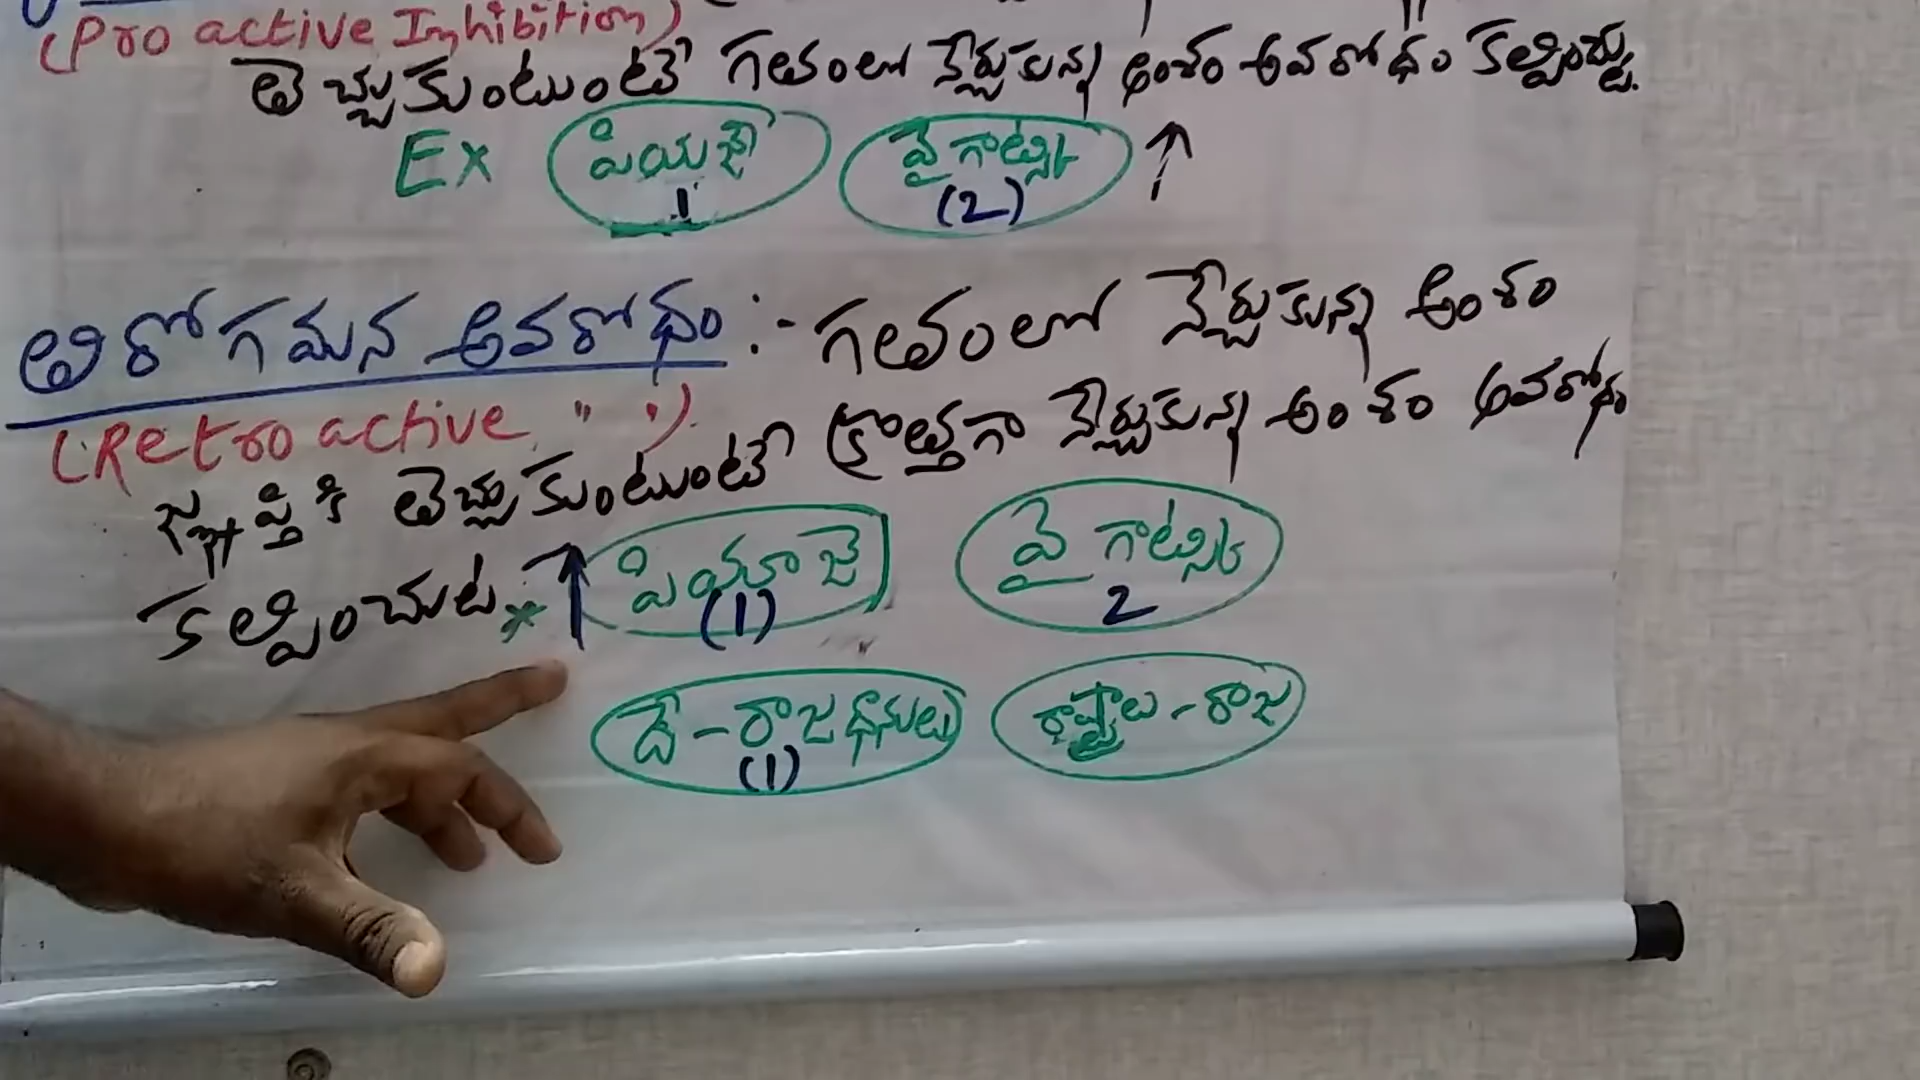 (Pro active Inhibition)
తెచ్చుకుంటుంటే గతంలో నేర్చుకున్న అంశం అవరోధం కల్పించుట.
Ex పియాజే వైగాట్స్కీ ↑
1 (2)
తిరోగమన అవరోధం :- గతంలో నేర్చుకున్న అంశం
(Retro active " ")
జ్ఞప్తికి తెచ్చుకుంటుంటే క్రొత్తగా నేర్చుకున్న అంశం అవరోధం
కల్పించుట. * ↑ పియాజే వైగాట్స్కీ
(1) 2
దే - రాజధానులు రాష్ట్రాల - రాజ
(1)